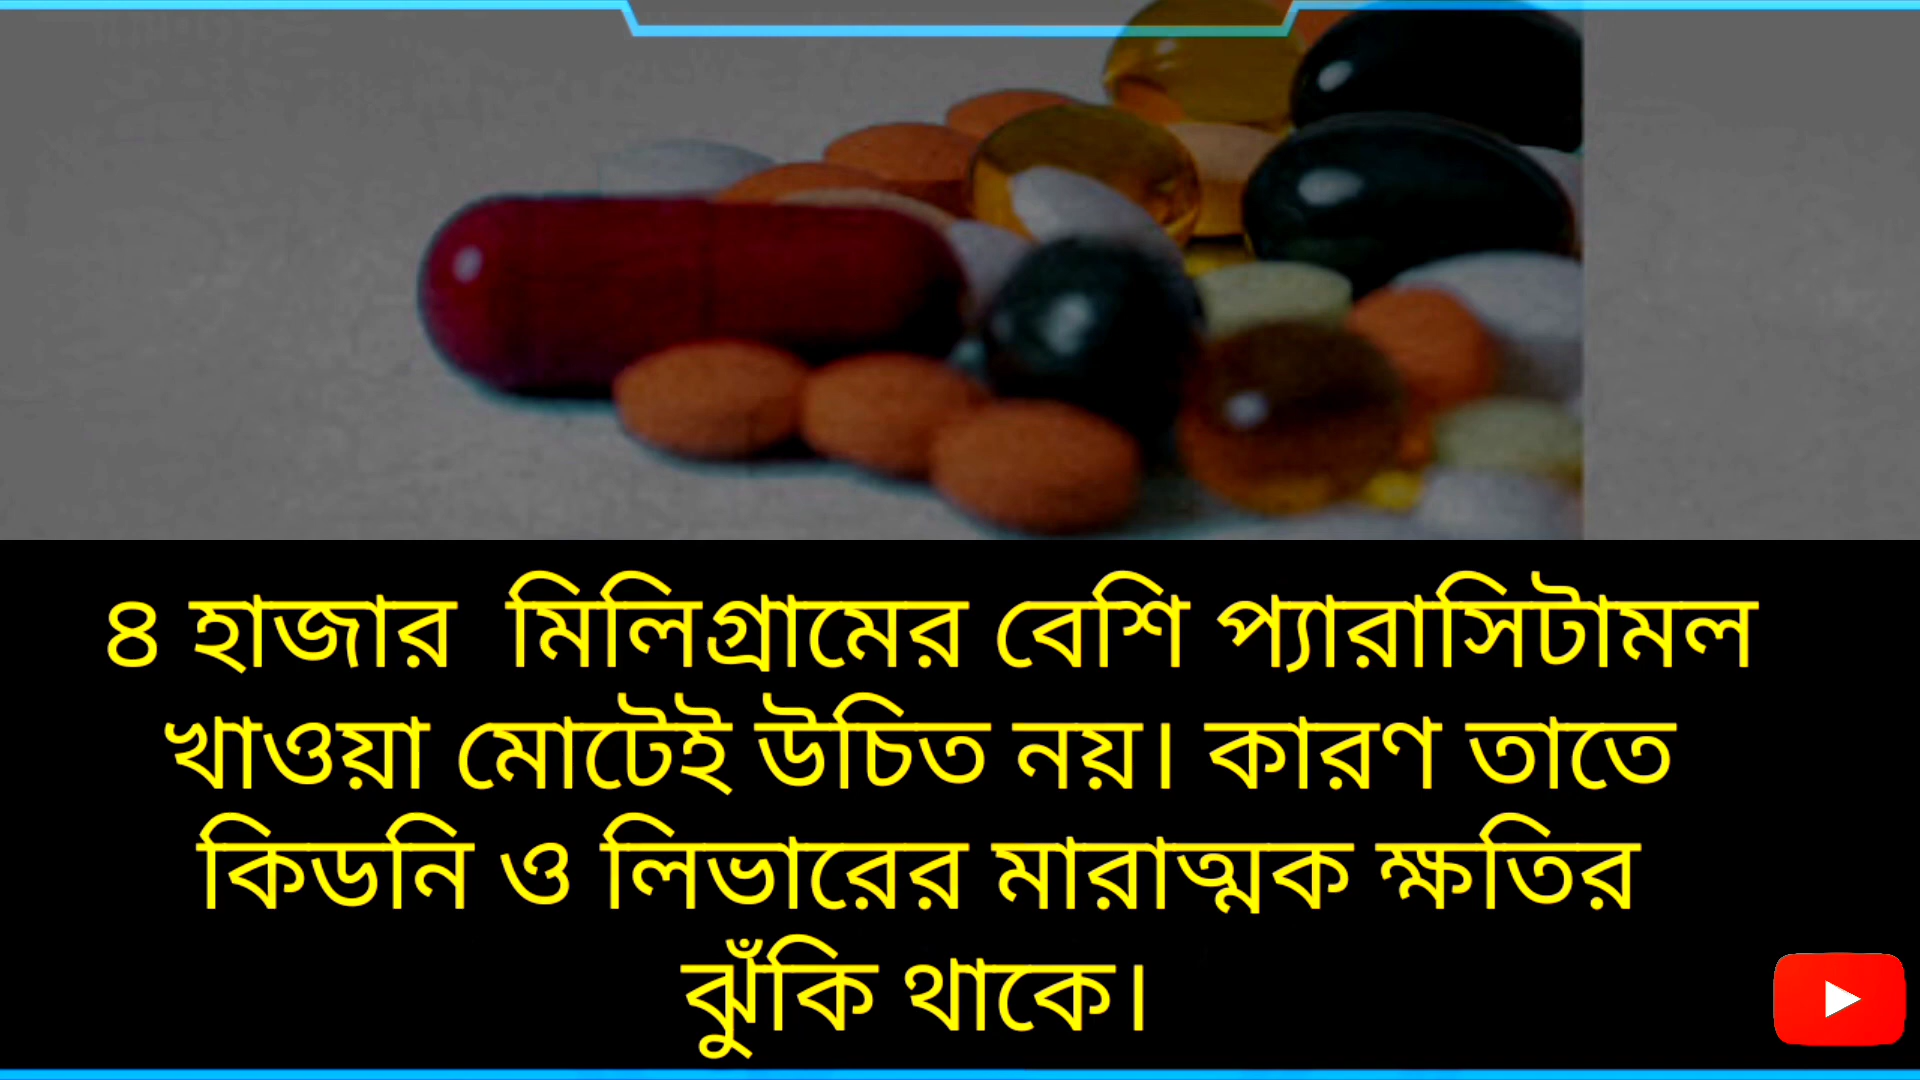 ৪ হাজার  মিলিগ্রামের বেশি প্যারাসিটামল
খাওয়া মোটেই উচিত নয়। কারণ তাতে
কিডনি ও লিভারের মারাত্মক ক্ষতির
ঝুঁকি থাকে।